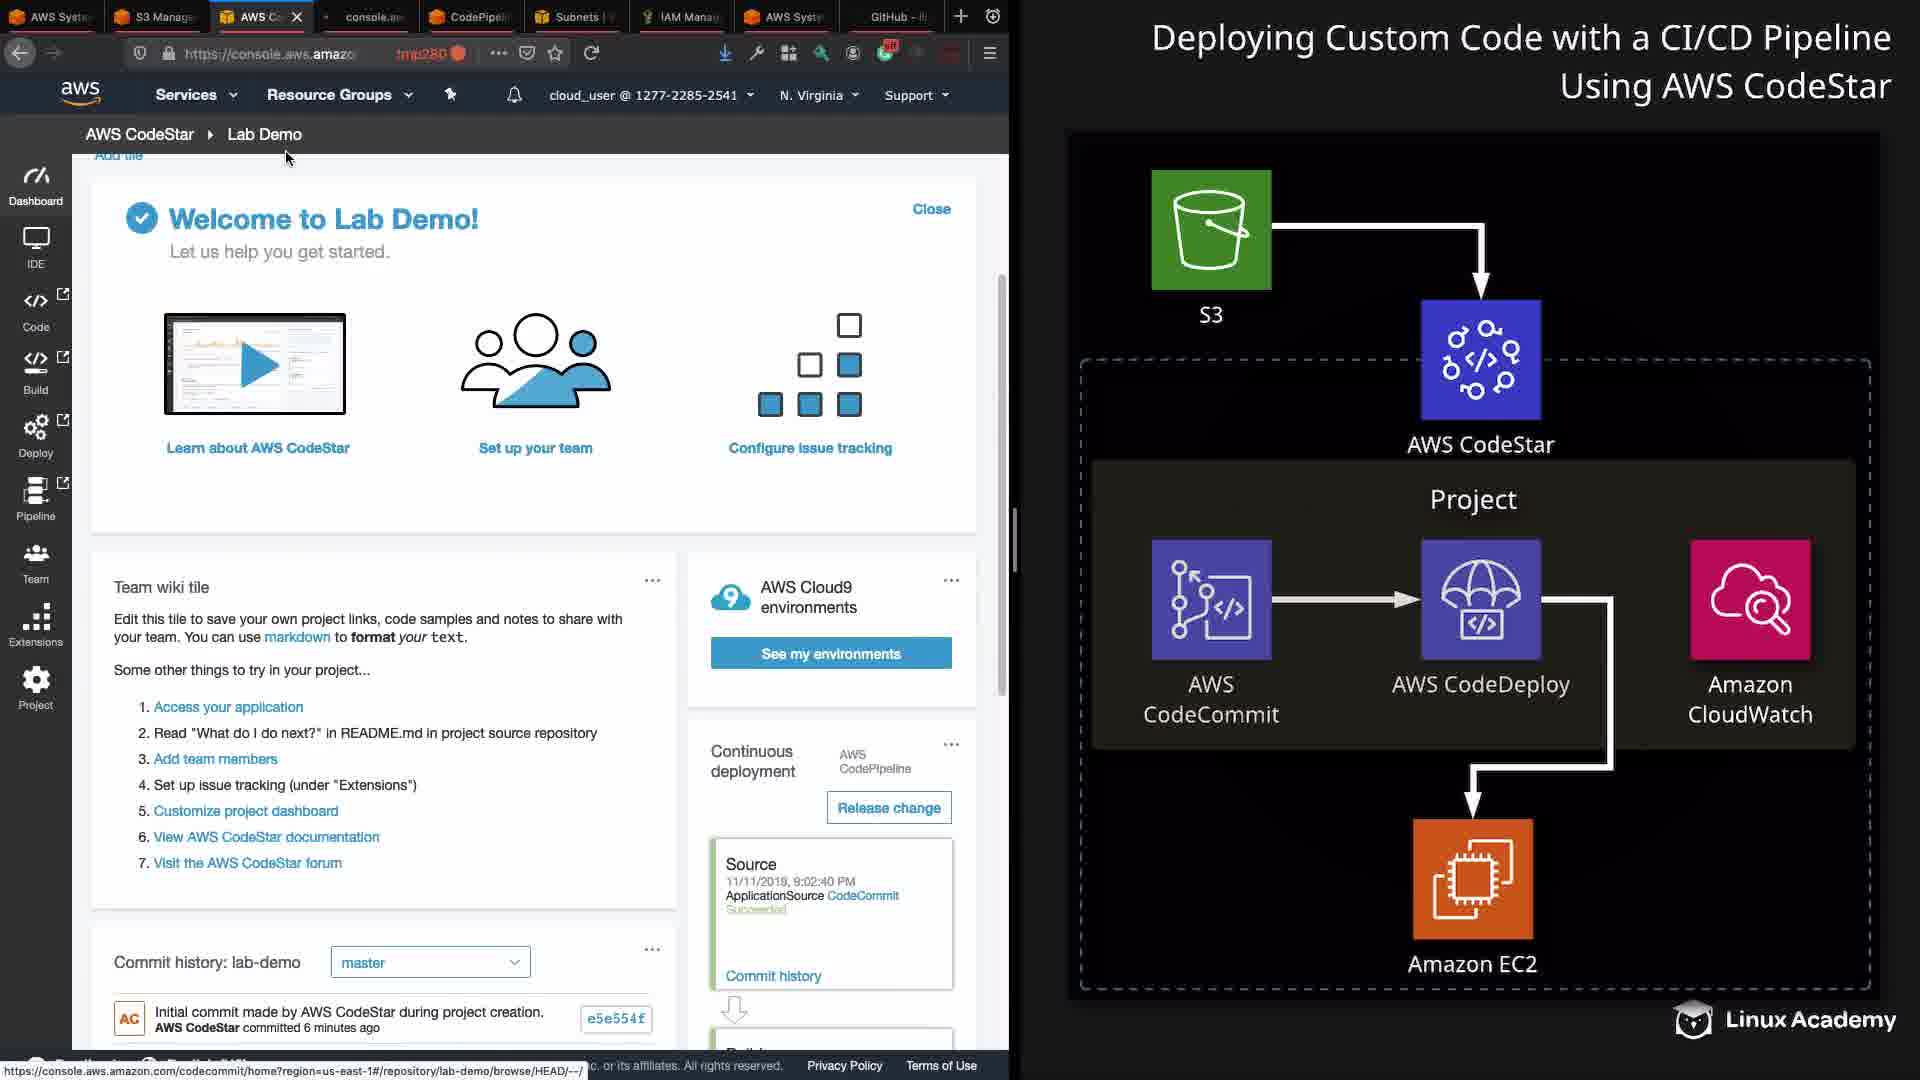 AWS Syst
S3 Manage
AWS C
console.aw
CodePipeli
Subnets |
IAM Manag
AWS Syst
GitHub - li
https://console.aws.amazo
tmp280
off
aws
Services
Resource Groups
cloud_user @ 1277-2285-2541
N. Virginia
Support
AWS CodeStar
Lab Demo
Add tile
Dashboard
IDE
Code
Build
Deploy
Pipeline
Team
Extensions
Project
Welcome to Lab Demo!
Close
Let us help you get started.
Learn about AWS CodeStar
Set up your team
Configure issue tracking
Team wiki tile
Edit this tile to save your own project links, code samples and notes to share with
your team. You can use markdown to format your text.
Some other things to try in your project...
1. Access your application
2. Read "What do I do next?" in README.md in project source repository
3. Add team members
4. Set up issue tracking (under "Extensions")
5. Customize project dashboard
6. View AWS CodeStar documentation
7. Visit the AWS CodeStar forum
9
AWS Cloud9
environments
See my environments
Continuous
deployment
AWS
CodePipeline
Release change
Source
11/11/2019, 9:02:40 PM
ApplicationSource CodeCommit
Succeeded
Commit history
Commit history: lab-demo
master
AC
Initial commit made by AWS CodeStar during project creation.
AWS CodeStar committed 6 minutes ago
e5e554f
https://console.aws.amazon.com/codecommit/home?region=us-east-1#/repository/lab-demo/browse/HEAD/--/
c. or its affiliates. All rights reserved.
Privacy Policy
Terms of Use
Deploying Custom Code with a CI/CD Pipeline
Using AWS CodeStar
S3
AWS CodeStar
Project
AWS
CodeCommit
AWS CodeDeploy
Amazon
CloudWatch
Amazon EC2
Linux Academy